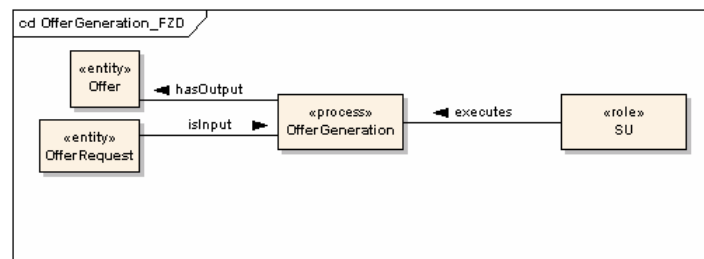 cd OfferGeneration_FZD
«entity»
Offer
hasOutput
«entity»
OfferRequest
isInput
«process»
OfferGeneration
executes
«role»
SU